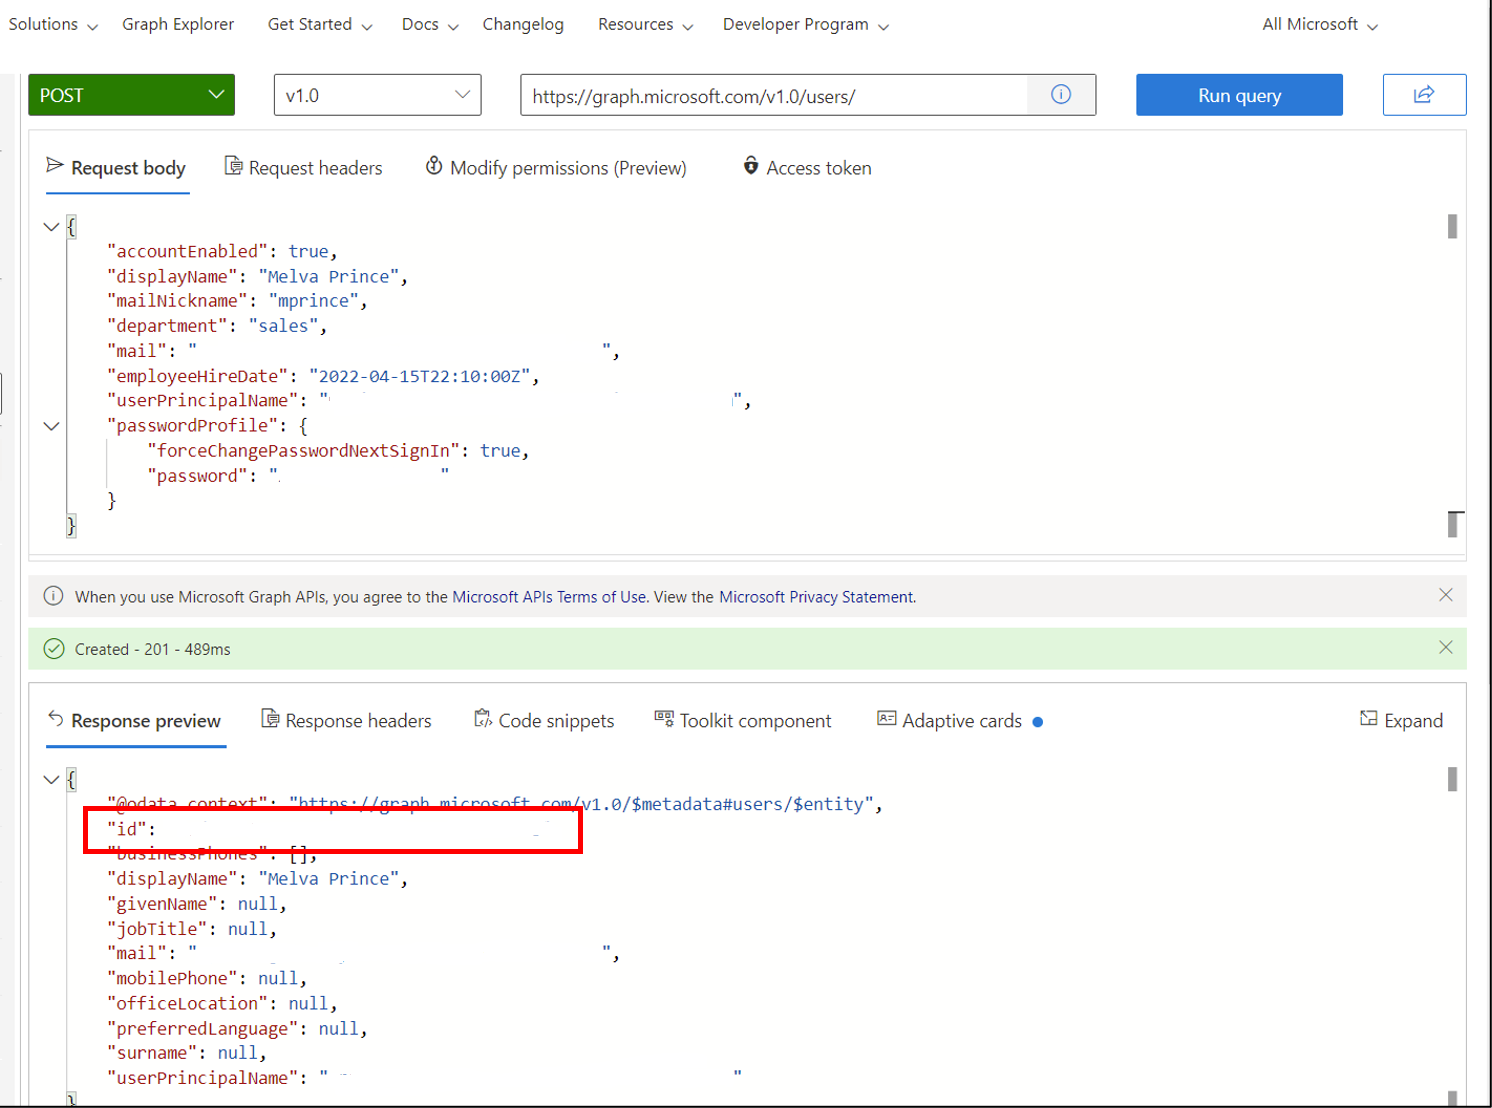 Solutions Graph Explorer Get Started Docs Changelog Resources Developer Program All Microsoft
POST v1.0 https://graph.microsoft.com/v1.0/users/ Run query
Request body Request headers Modify permissions (Preview) Access token
{
"accountEnabled": true,
"displayName": "Melva Prince",
"mailNickname": "mprince",
"department": "sales",
"mail": " ",
"employeeHireDate": "2022-04-15T22:10:00Z",
"userPrincipalName": " ",
"passwordProfile": {
"forceChangePasswordNextSignIn": true,
"password": " "
}
}
When you use Microsoft Graph APIs, you agree to the Microsoft APIs Terms of Use. View the Microsoft Privacy Statement.
Created - 201 - 489ms
Response preview Response headers Code snippets Toolkit component Adaptive cards Expand
{
"@odata.context": "https://graph.microsoft.com/v1.0/$metadata#users/$entity",
"id":
"businessPhones": [],
"displayName": "Melva Prince",
"givenName": null,
"jobTitle": null,
"mail": " ",
"mobilePhone": null,
"officeLocation": null,
"preferredLanguage": null,
"surname": null,
"userPrincipalName": " "
}